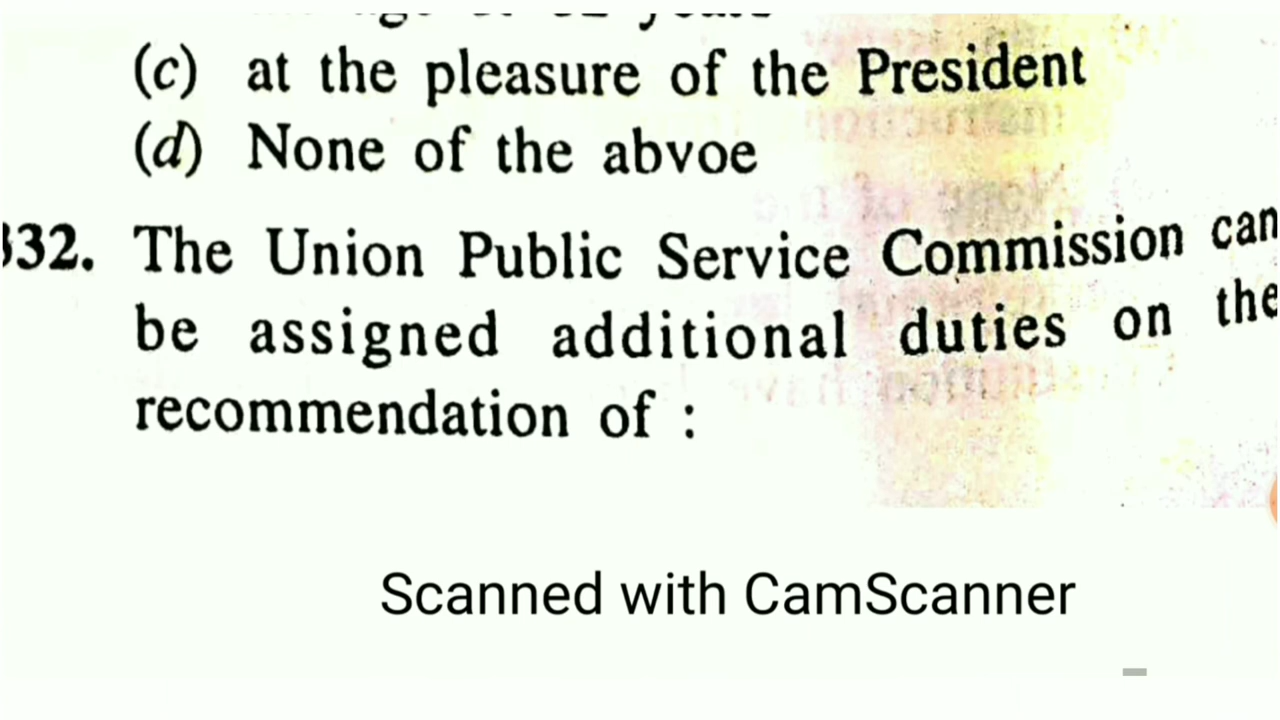 (c) at the pleasure of the President
(d) None of the abvoe
332. The Union Public Service Commission can
be assigned additional duties on the
recommendation of :
Scanned with CamScanner